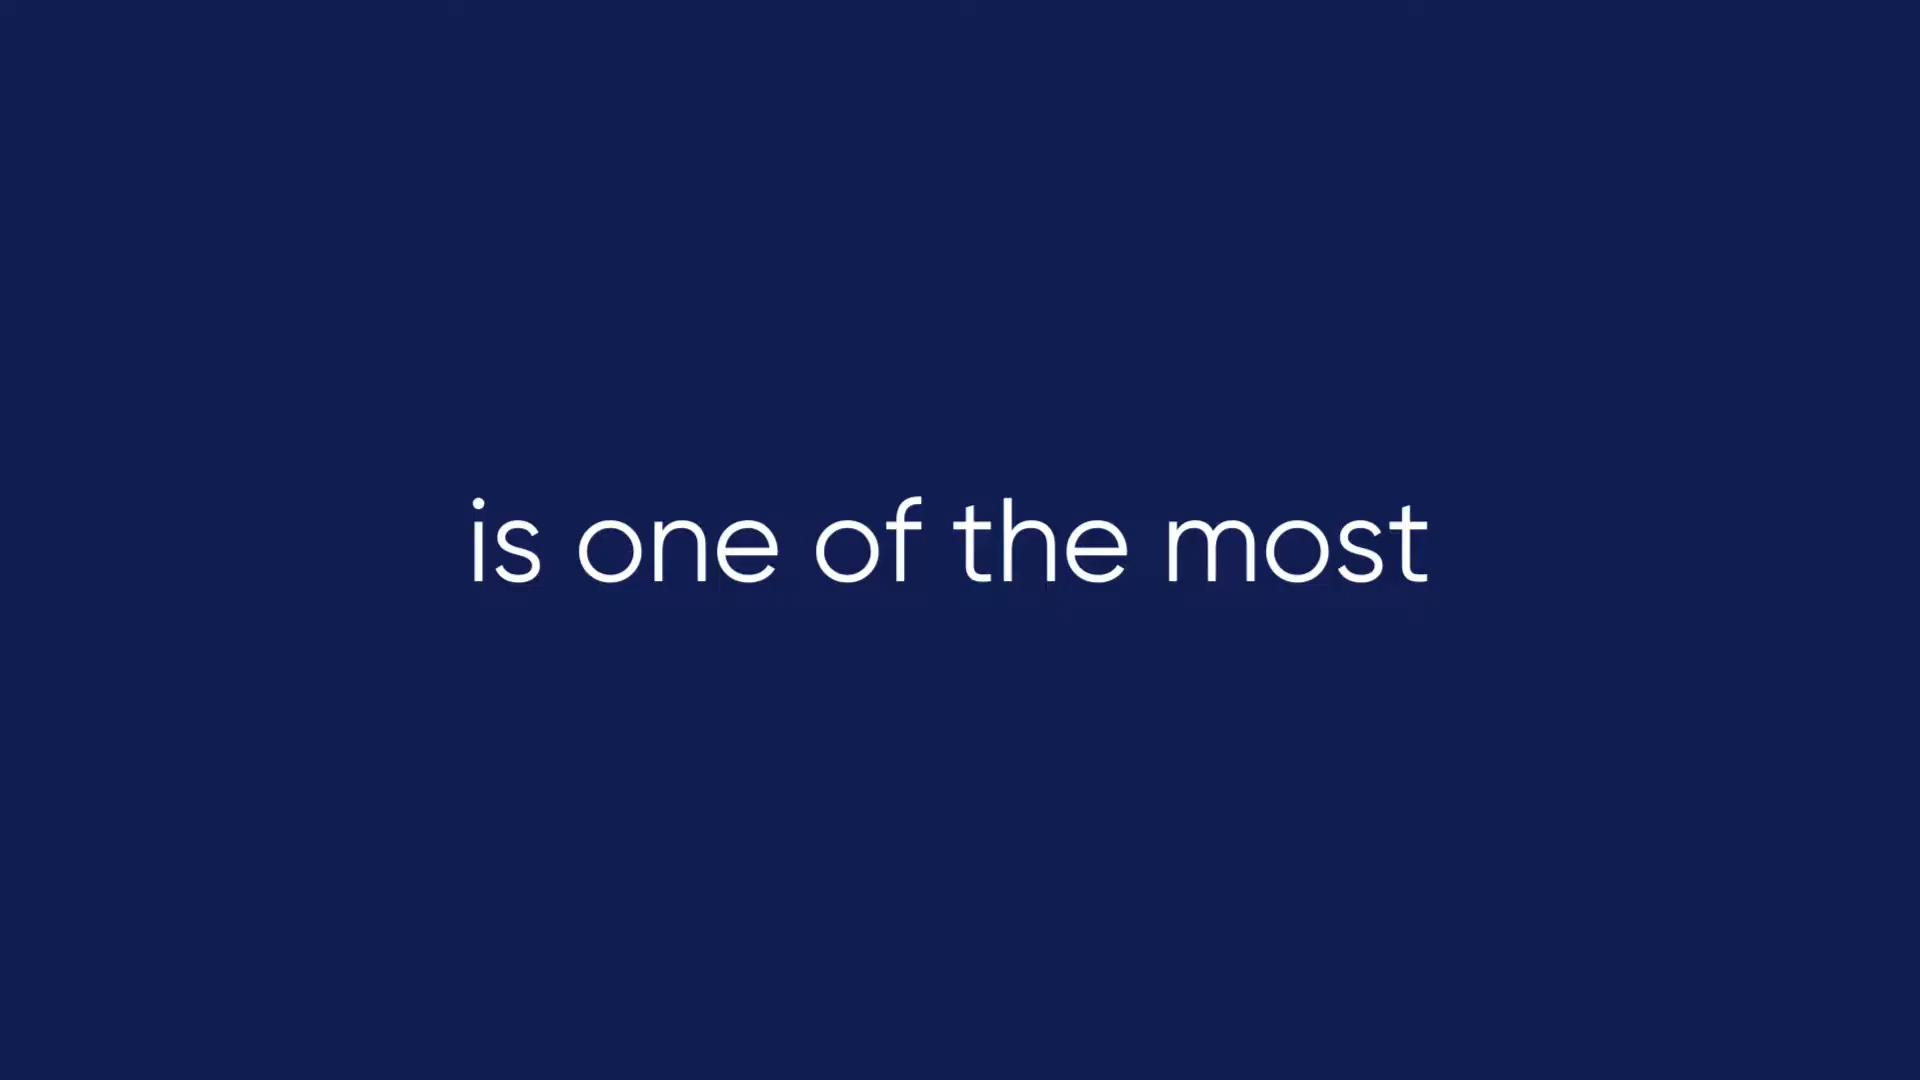 is one of the most